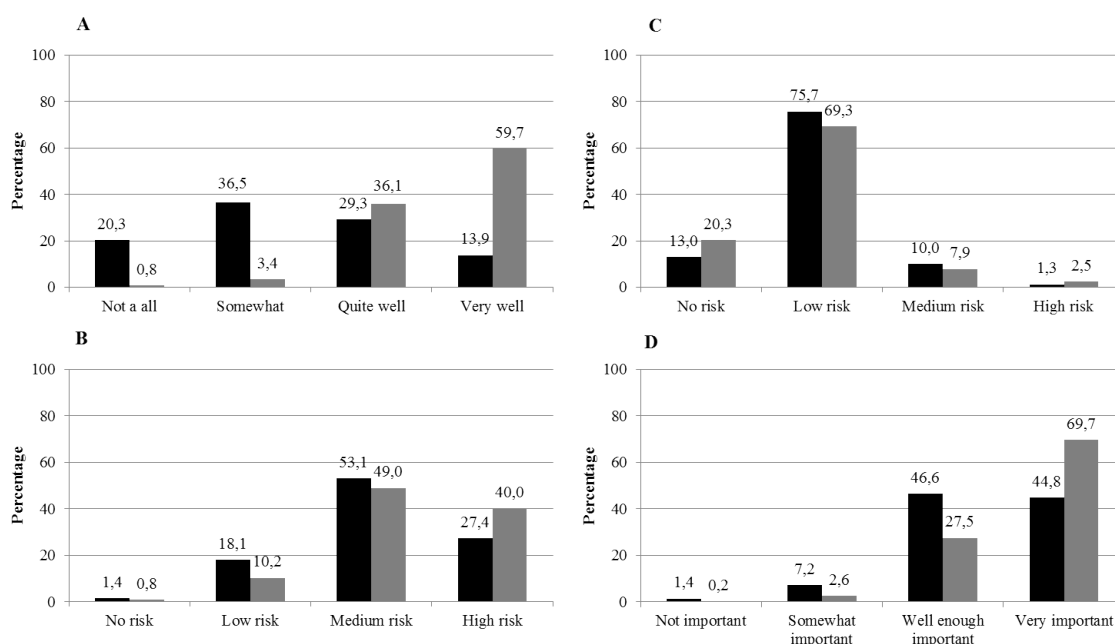 A
Percentage
100
80
60
40
20
0
20,3
0,8
36,5
3,4
29,3
36,1
13,9
59,7
Not a all
Somewhat
Quite well
Very well
B
Percentage
100
80
60
40
20
0
1,4
0,8
18,1
10,2
53,1
49,0
27,4
40,0
No risk
Low risk
Medium risk
High risk
C
Percentage
100
80
60
40
20
0
13,0
20,3
75,7
69,3
10,0
7,9
1,3
2,5
No risk
Low risk
Medium risk
High risk
D
Percentage
100
80
60
40
20
0
1,4
0,2
7,2
2,6
46,6
27,5
44,8
69,7
Not important
Somewhat
important
Well enough
important
Very important